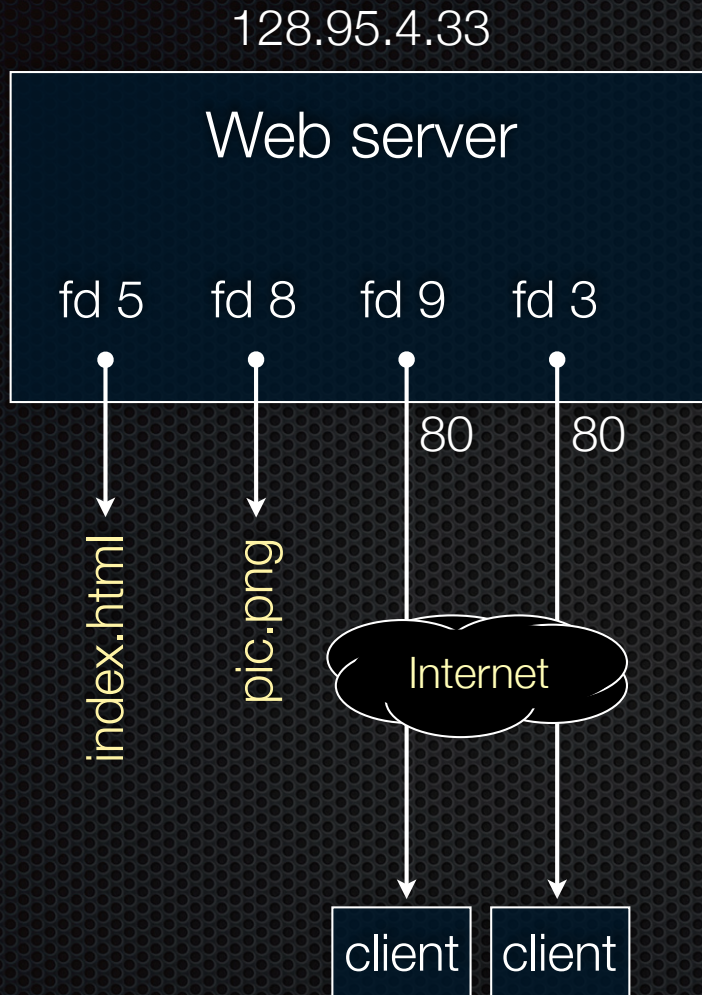 128.95.4.33
Web server
fd 5 fd 8 fd 9 fd 3
80 80
index.html
pic.png
Internet
client client